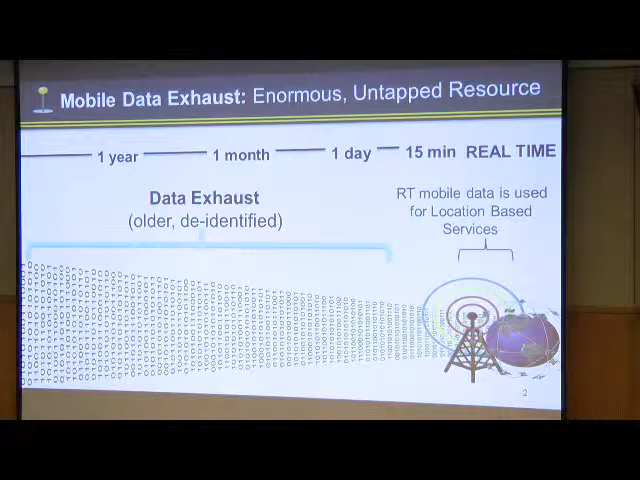 Mobile Data Exhaust: Enormous, Untapped Resource
1 year 1 month 1 day 15 min REAL TIME
Data Exhaust
(older, de-identified)
RT mobile data is used
for Location Based
Services
2